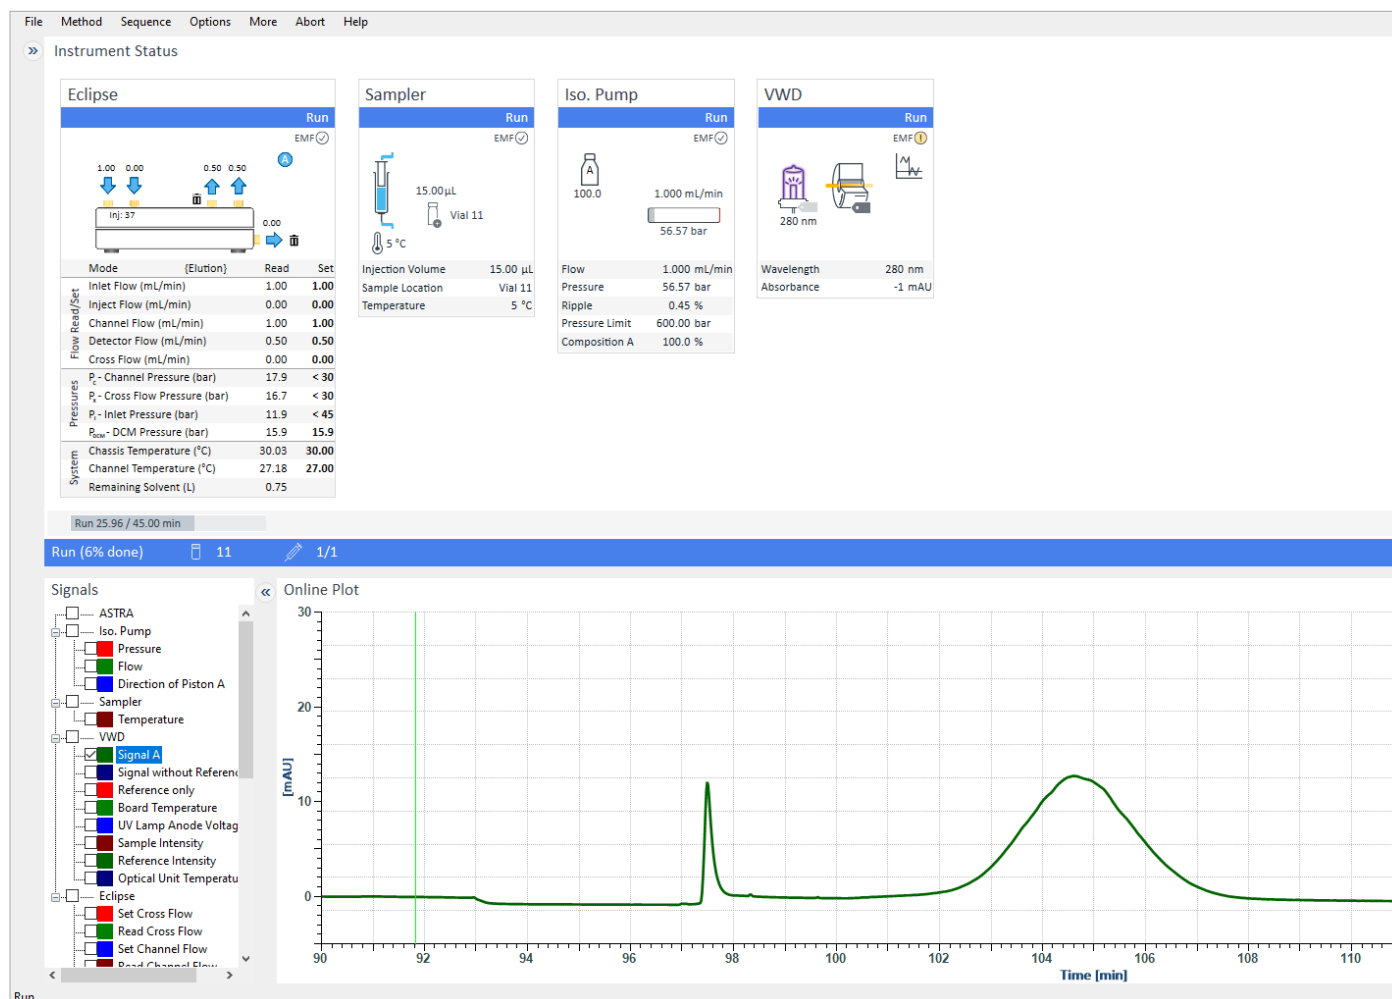 File Method Sequence Options More Abort Help
Instrument Status
Eclipse
Run
EMF
A
1.00 0.00 0.50 0.50
Inj: 37
0.00
Mode {Elution} Read Set
Flow Read/Set
Inlet Flow (mL/min) 1.00 1.00
Inject Flow (mL/min) 0.00 0.00
Channel Flow (mL/min) 1.00 1.00
Detector Flow (mL/min) 0.50 0.50
Cross Flow (mL/min) 0.00 0.00
Pressures
Pc - Channel Pressure (bar) 17.9 < 30
Px - Cross Flow Pressure (bar) 16.7 < 30
PI - Inlet Pressure (bar) 11.9 < 45
PDCM - DCM Pressure (bar) 15.9 15.9
System
Chassis Temperature (°C) 30.03 30.00
Channel Temperature (°C) 27.18 27.00
Remaining Solvent (L) 0.75
Sampler
Run
EMF
15.00 µL
Vial 11
5 °C
Injection Volume 15.00 µL
Sample Location Vial 11
Temperature 5 °C
Iso. Pump
Run
EMF
A
100.0
1.000 mL/min
56.57 bar
Flow 1.000 mL/min
Pressure 56.57 bar
Ripple 0.45 %
Pressure Limit 600.00 bar
Composition A 100.0 %
VWD
Run
EMF
280 nm
Wavelength 280 nm
Absorbance -1 mAU
Run 25.96 / 45.00 min
Run (6% done) 11 1/1
Signals
ASTRA
Iso. Pump
Pressure
Flow
Direction of Piston A
Sampler
Temperature
VWD
Signal A
Signal without Referenc
Reference only
Board Temperature
UV Lamp Anode Voltag
Sample Intensity
Reference Intensity
Optical Unit Temperatu
Eclipse
Set Cross Flow
Read Cross Flow
Set Channel Flow
Read Channel Flow
Online Plot
30
20
[mAU]
10
0
90 92 94 96 98 100 102 104 106 108 110
Time [min]
Run